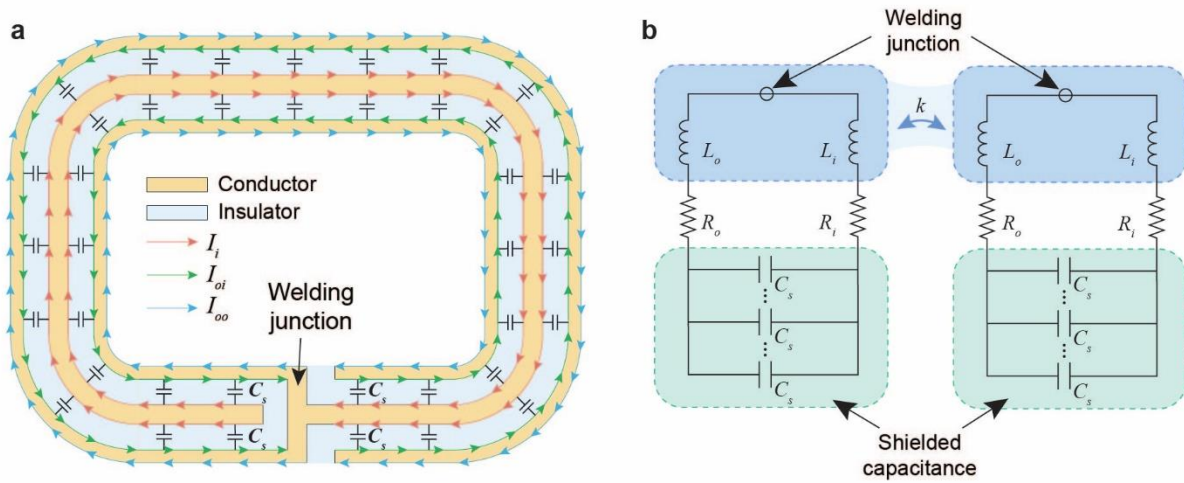 a
Conductor
Insulator
I_i
I_oi
I_oo
Welding
junction
C_s
C_s
C_s
C_s
b
Welding
junction
k
L_o
L_i
L_o
L_i
R_o
R_i
R_o
R_i
C_s
C_s
C_s
C_s
C_s
C_s
Shielded
capacitance